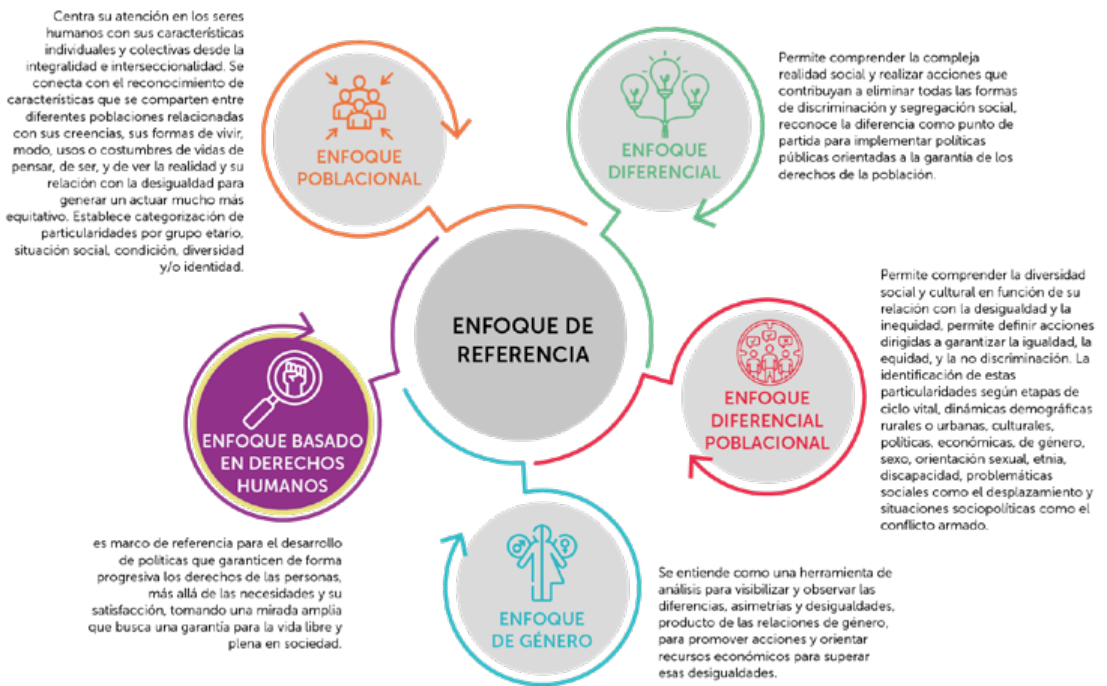 Centra su atención en los seres
humanos con sus características
individuales y colectivas desde la
integralidad e interseccionalidad. Se
conecta con el reconocimiento de
características que se comparten entre
diferentes poblaciones relacionadas
con sus creencias, sus formas de vivir,
modo, usos o costumbres de vidas de
pensar, de ser, y de ver la realidad y su
relación con la desigualdad para
generar un actuar mucho más
equitativo. Establece categorización de
particularidades por grupo etario,
situación social, condición, diversidad
y/o identidad.
ENFOQUE
POBLACIONAL
ENFOQUE
DIFERENCIAL
Permite comprender la compleja
realidad social y realizar acciones que
contribuyan a eliminar todas las formas
de discriminación y segregación social,
reconoce la diferencia como punto de
partida para implementar políticas
públicas orientadas a la garantía de los
derechos de la población.
ENFOQUE DE
REFERENCIA
ENFOQUE
DIFERENCIAL
POBLACIONAL
Permite comprender la diversidad
social y cultural en función de su
relación con la desigualdad y la
inequidad, permite definir acciones
dirigidas a garantizar la igualdad, la
equidad, y la no discriminación. La
identificación de estas
particularidades según etapas de
ciclo vital, dinámicas demográficas
rurales o urbanas, culturales,
políticas, económicas, de género,
sexo, orientación sexual, etnia,
discapacidad, problemáticas
sociales como el desplazamiento y
situaciones sociopolíticas como el
conflicto armado.
ENFOQUE BASADO
EN DERECHOS
HUMANOS
es marco de referencia para el desarrollo
de políticas que garanticen de forma
progresiva los derechos de las personas,
más allá de las necesidades y su
satisfacción, tomando una mirada amplia
que busca una garantía para la vida libre y
plena en sociedad.
ENFOQUE
DE GÉNERO
Se entiende como una herramienta de
análisis para visibilizar y observar las
diferencias, asimetrías y desigualdades,
producto de las relaciones de género,
para promover acciones y orientar
recursos económicos para superar
esas desigualdades.